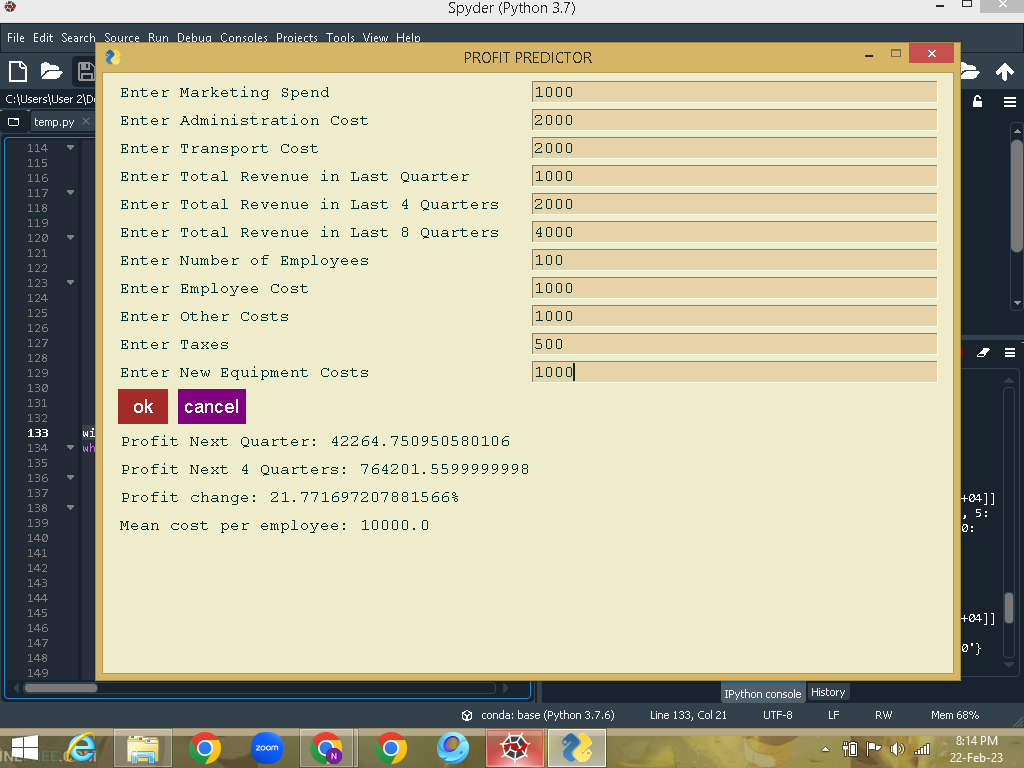 Spyder (Python 3.7)
File Edit Search Source Run Debug Consoles Projects Tools View Help
PROFIT PREDICTOR
C:\Users\User 2\D
temp.py
Enter Marketing Spend 1000
Enter Administration Cost 2000
Enter Transport Cost 2000
Enter Total Revenue in Last Quarter 1000
Enter Total Revenue in Last 4 Quarters 2000
Enter Total Revenue in Last 8 Quarters 4000
Enter Number of Employees 100
Enter Employee Cost 1000
Enter Other Costs 1000
Enter Taxes 500
Enter New Equipment Costs 1000
ok cancel
Profit Next Quarter: 42264.750950580106
Profit Next 4 Quarters: 764201.5599999998
Profit change: 21.771697207881566%
Mean cost per employee: 10000.0
114
115
116
117
118
119
120
121
122
123
124
125
126
127
128
129
130
131
132
133 wi
134 wh
135
136
137
138
139
140
141
142
143
144
145
146
147
148
149
+04]]
, 5:
0:
+04]]
0'}
IPython console History
conda: base (Python 3.7.6) Line 133, Col 21 UTF-8 LF RW Mem 68%
zoom
N
8:14 PM
22-Feb-23